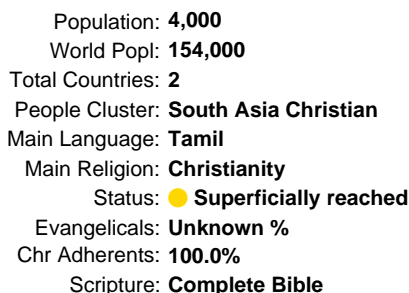 Population: 4,000
World Popl: 154,000
Total Countries: 2
People Cluster: South Asia Christian
Main Language: Tamil
Main Religion: Christianity
Status: Superficially reached
Evangelicals: Unknown %
Chr Adherents: 100.0%
Scripture: Complete Bible